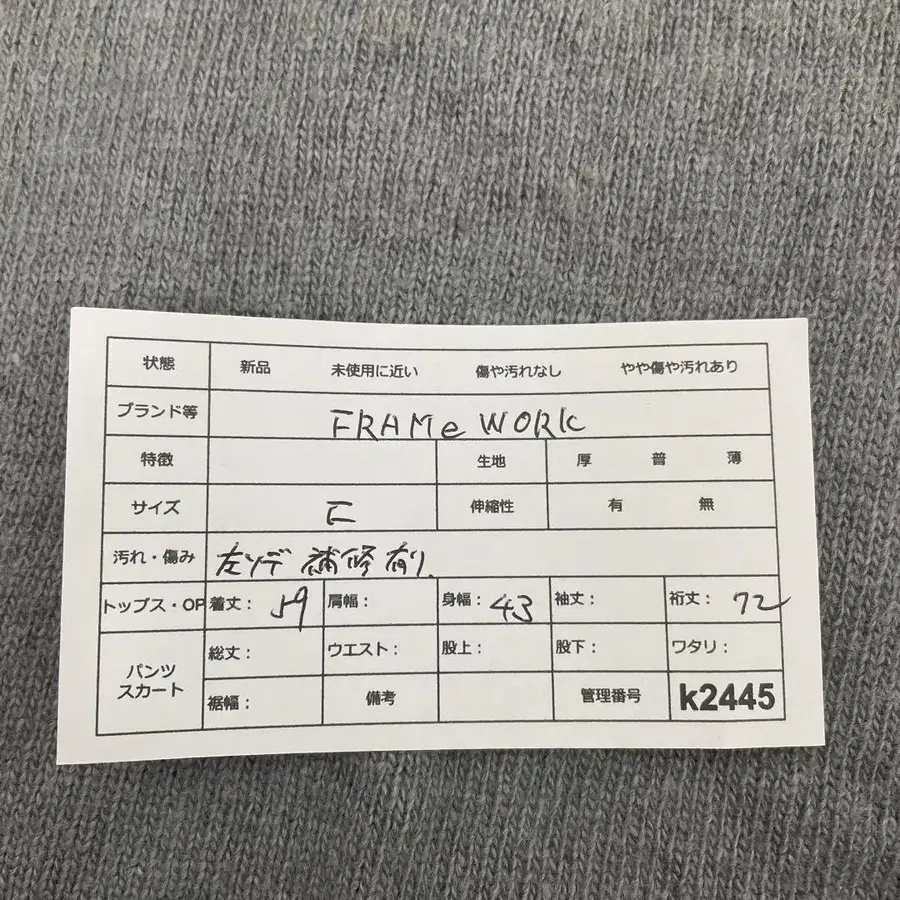 状態 新品 未使用に近い 傷や汚れなし やや傷や汚れあり
ブランド等 FRAMe WORK
特徴 生地 厚 普 薄
サイズ 伸縮性 有 無
汚れ・傷み 左ソデ 補修有り.
トップス・OP 着丈: 59 肩幅: 身幅: 43 袖丈: 裄丈: 72
パンツ スカート 総丈: ウエスト: 股上: 股下: ワタリ:
裾幅: 備考 管理番号 k2445